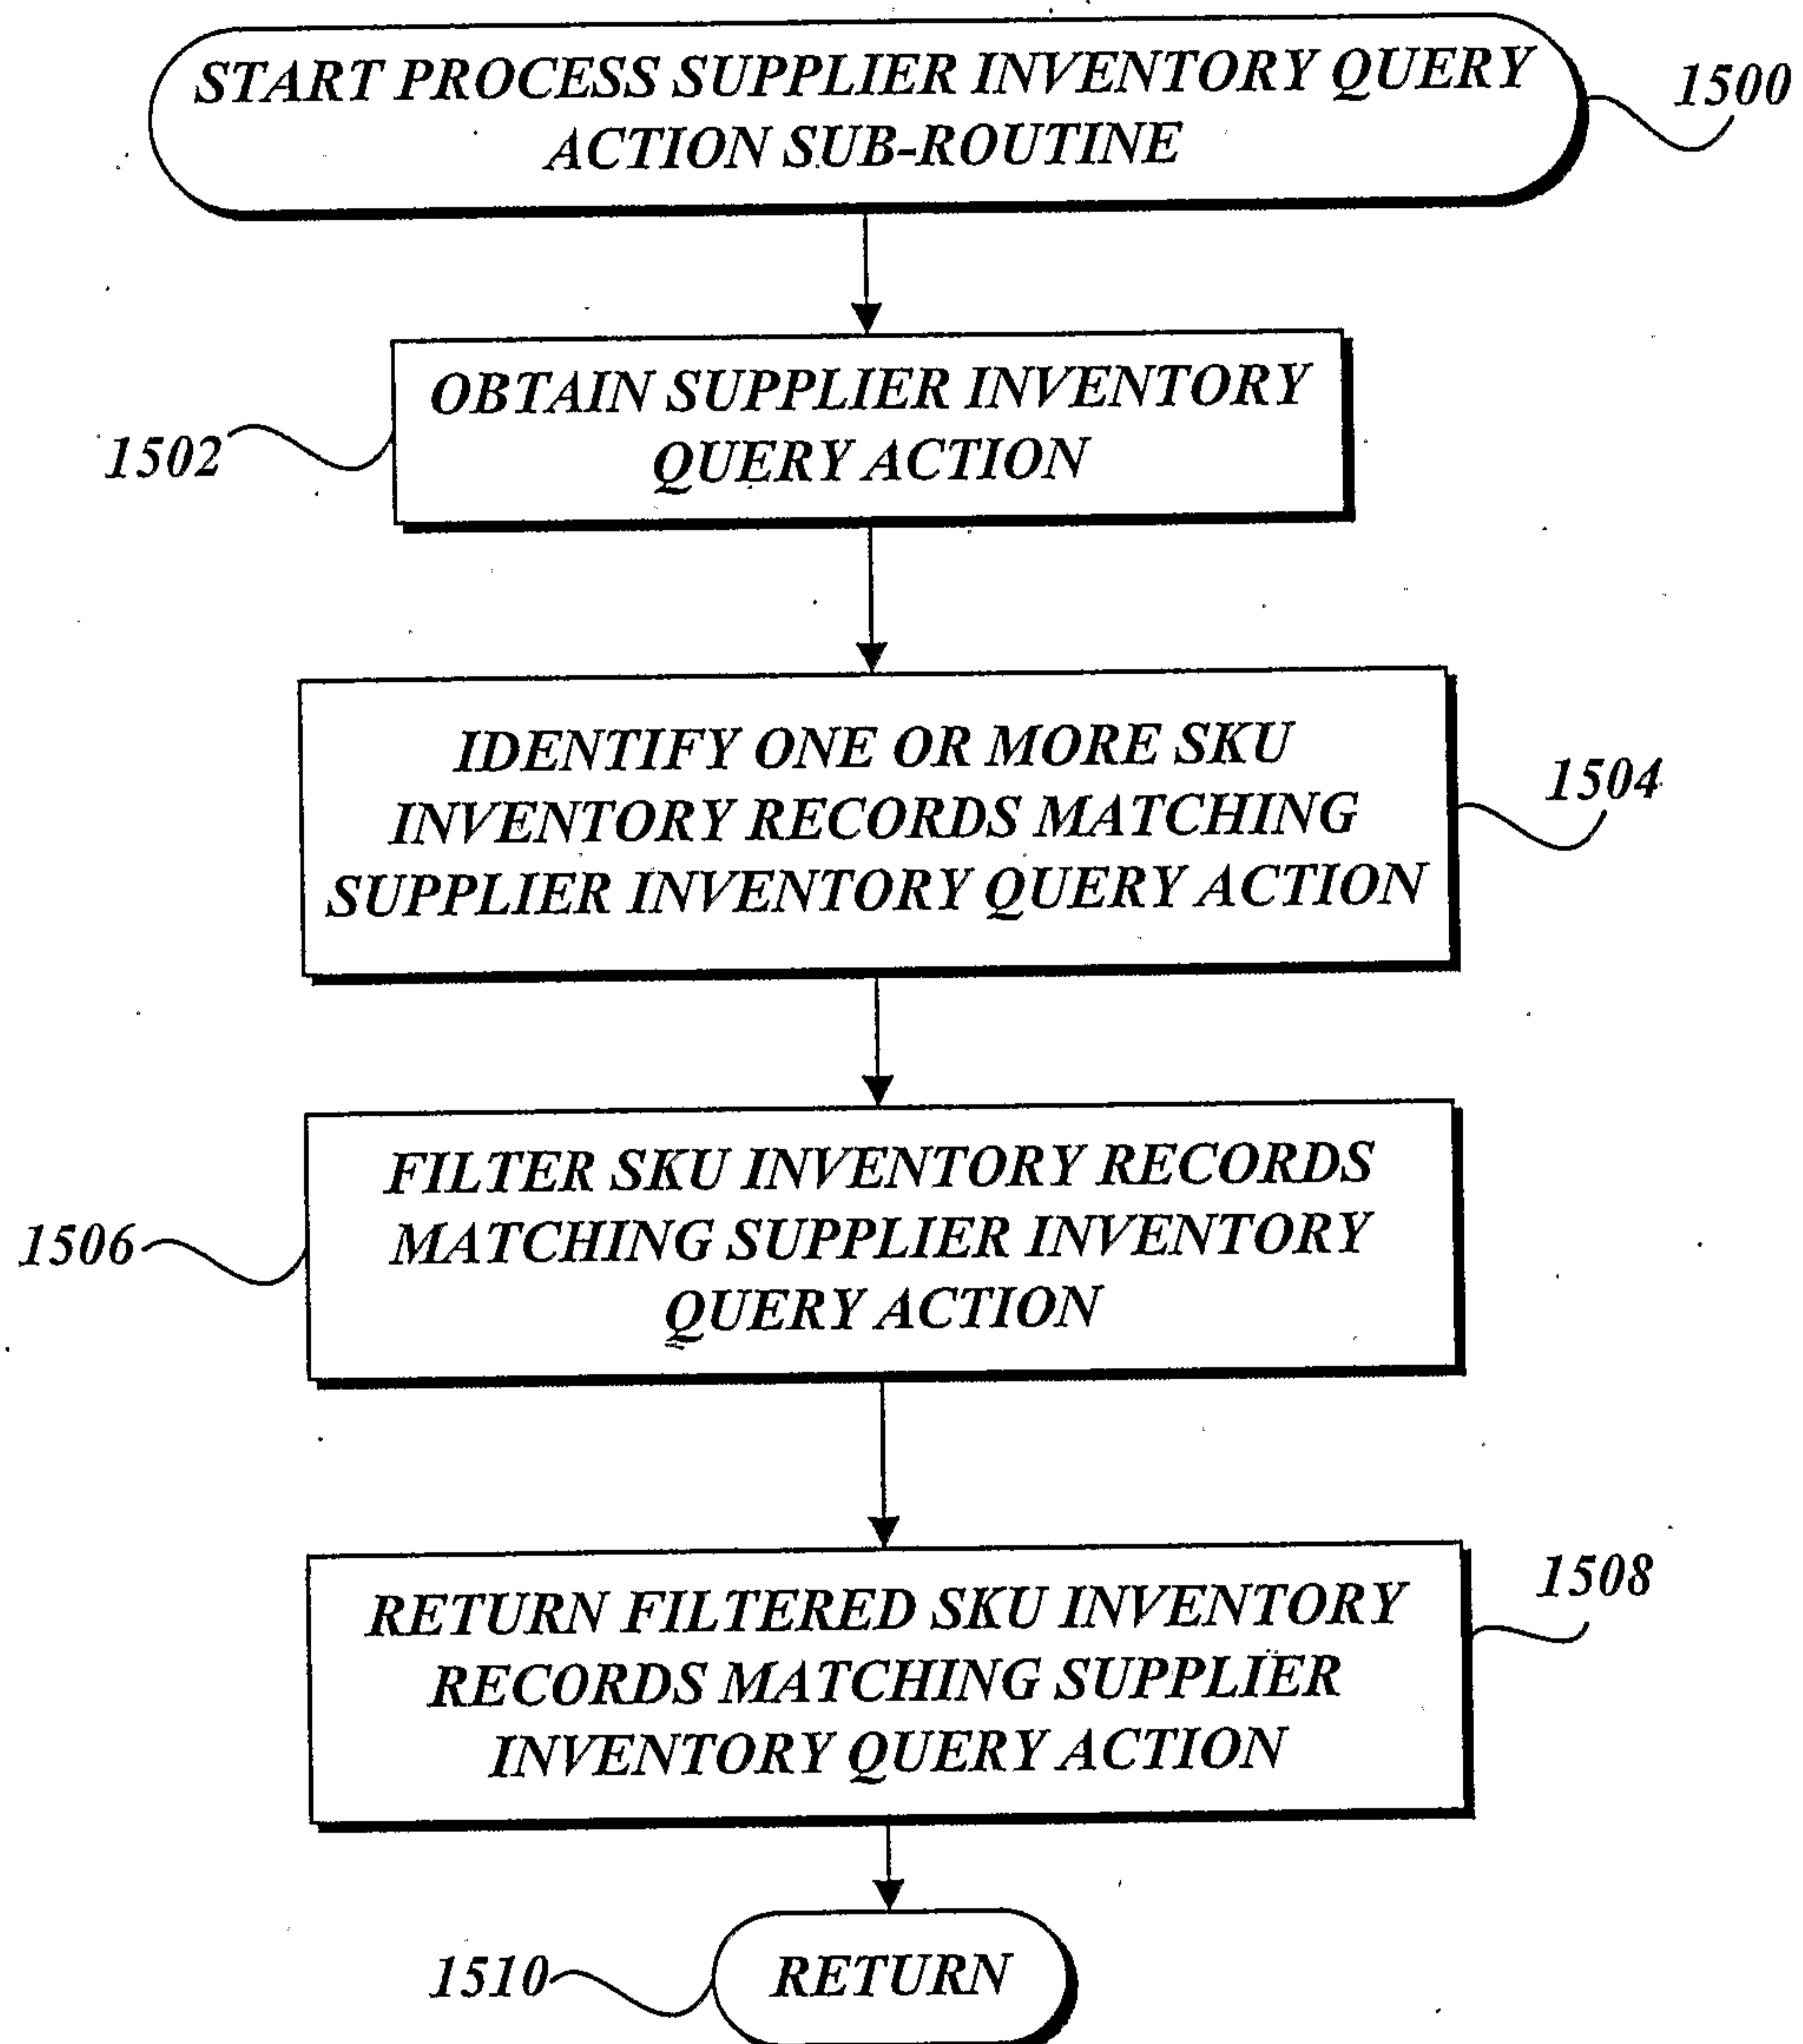 START PROCESS SUPPLIER INVENTORY QUERY
ACTION SUB-ROUTINE
1500
OBTAIN SUPPLIER INVENTORY
QUERY ACTION
1502
IDENTIFY ONE OR MORE SKU
INVENTORY RECORDS MATCHING
SUPPLIER INVENTORY QUERY ACTION
1504
FILTER SKU INVENTORY RECORDS
MATCHING SUPPLIER INVENTORY
QUERY ACTION
1506
RETURN FILTERED SKU INVENTORY
RECORDS MATCHING SUPPLIER
INVENTORY QUERY ACTION
1508
1510
RETURN